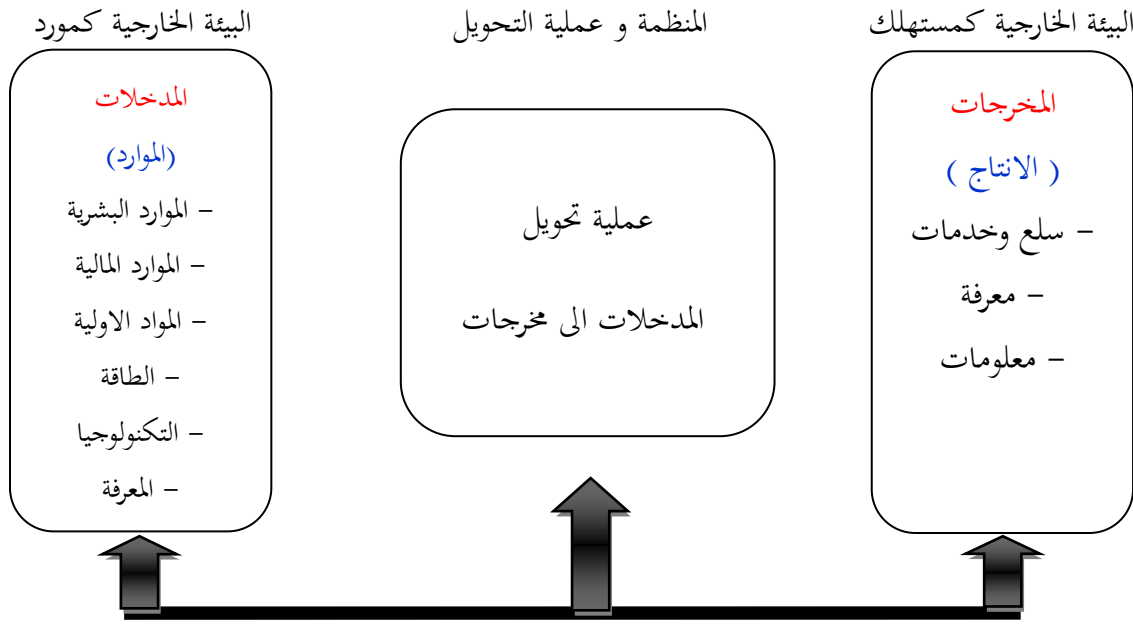 البيئة الخارجية كمستهلك
المخرجات
( الانتاج )
– سلع وخدمات
– معرفة
– معلومات
المنظمة و عملية التحويل
عملية تحويل
المدخلات الى مخرجات
البيئة الخارجية كمورد
المدخلات
(الموارد)
– الموارد البشرية
– الموارد المالية
– المواد الاولية
– الطاقة
– التكنولوجيا
– المعرفة